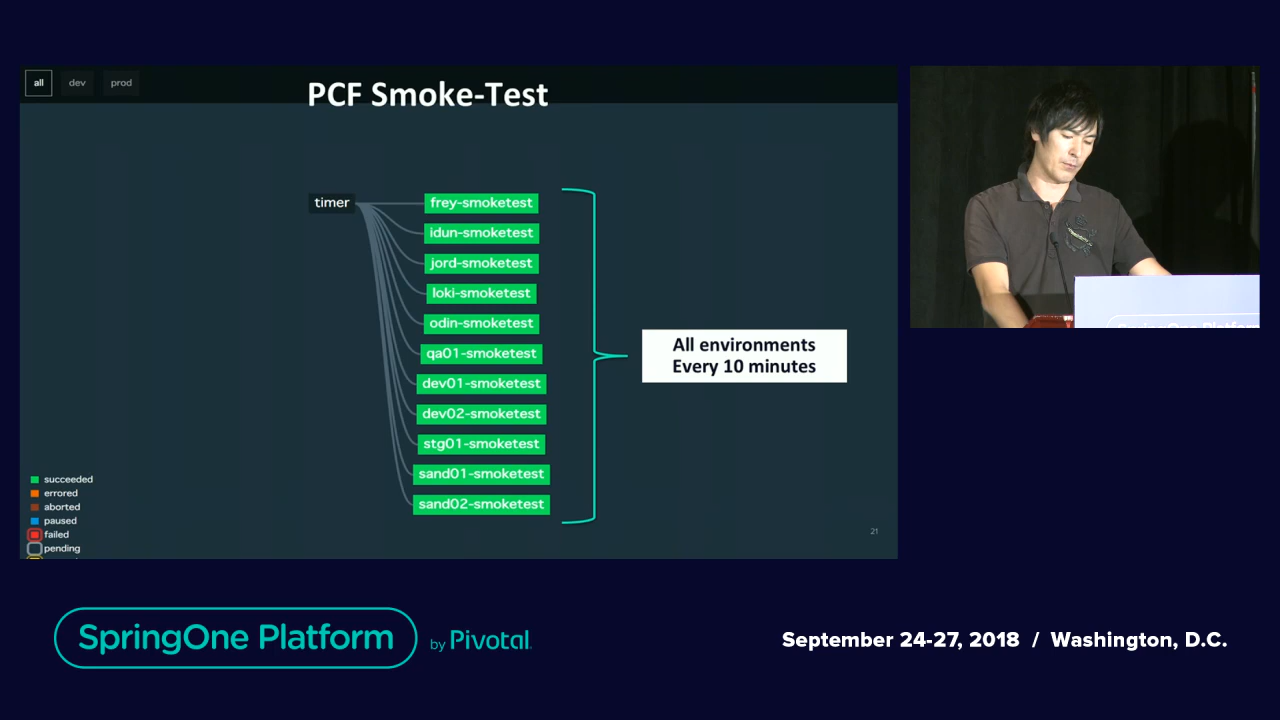 all dev prod
PCF Smoke-Test
timer
frey-smoketest
idun-smoketest
jord-smoketest
loki-smoketest
odin-smoketest
qa01-smoketest
dev01-smoketest
dev02-smoketest
stg01-smoketest
sand01-smoketest
sand02-smoketest
All environments
Every 10 minutes
succeeded
errored
aborted
paused
failed
pending
21
SpringOne Platform
by Pivotal.
September 24-27, 2018 / Washington, D.C.